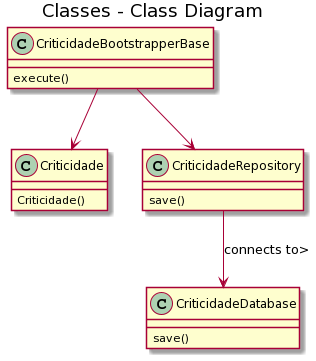 Classes - Class Diagram
C CriticidadeBootstrapperBase
execute()
C Criticidade
Criticidade()
C CriticidadeRepository
save()
connects to>
C CriticidadeDatabase
save()